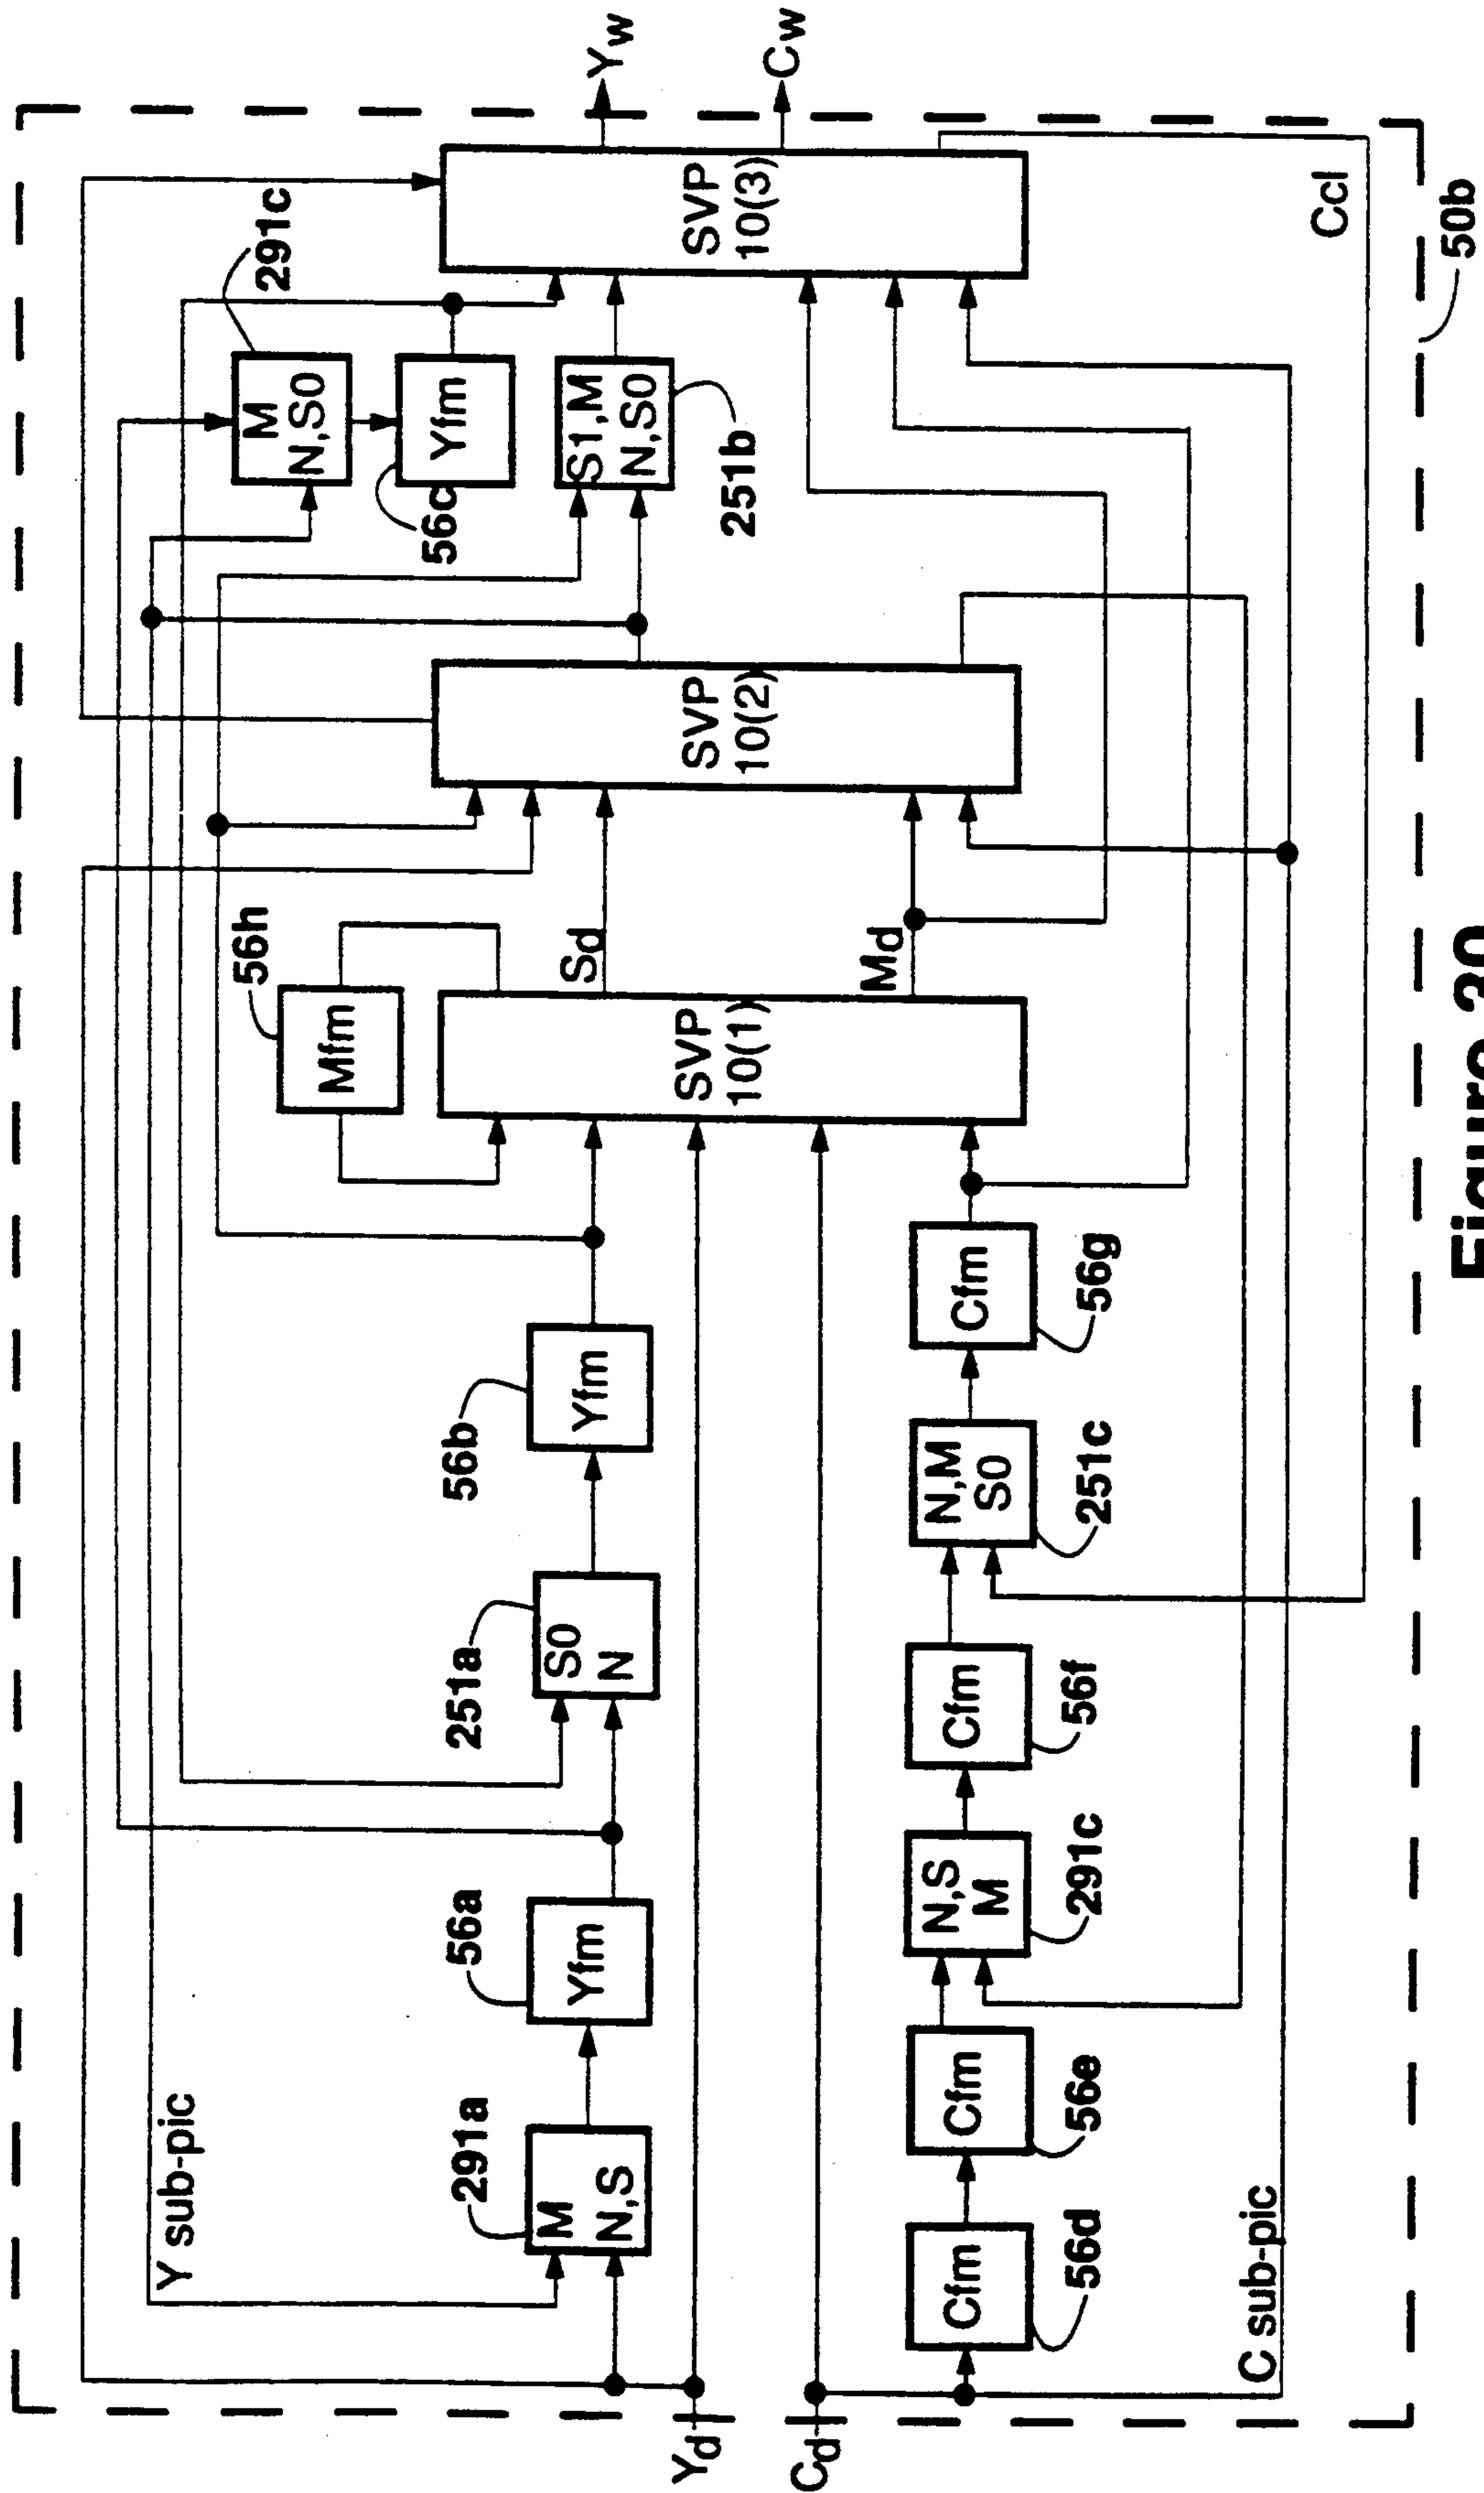 Yw
Cw
291c
M
N,S0
Yfm
56c
S1,M
N,S0
251b
SVP
10(3)
Ccl
50b
SVP
10(2)
56h
Mfm
Sd
Md
SVP
10(1)
56b
Yfm
Cfm
56g
251a
S0
N
N,M
S0
251c
Cfm
56f
56a
Yfm
N,S
M
291c
Y sub-pic
291a
M
N,S
Cfm
56e
Cfm
56d
C sub-pic
Yd
Cd
Figure